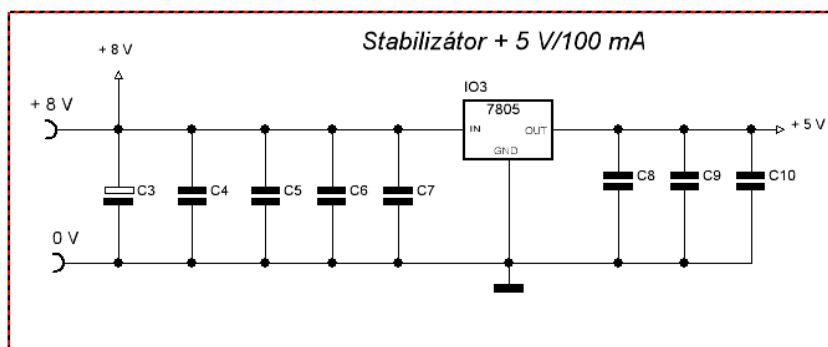 Stabilizátor + 5 V/100 mA
+ 8 V
+ 8 V
IO3
7805
IN
OUT
GND
+ 5 V
C3
C4
C5
C6
C7
C8
C9
C10
0 V